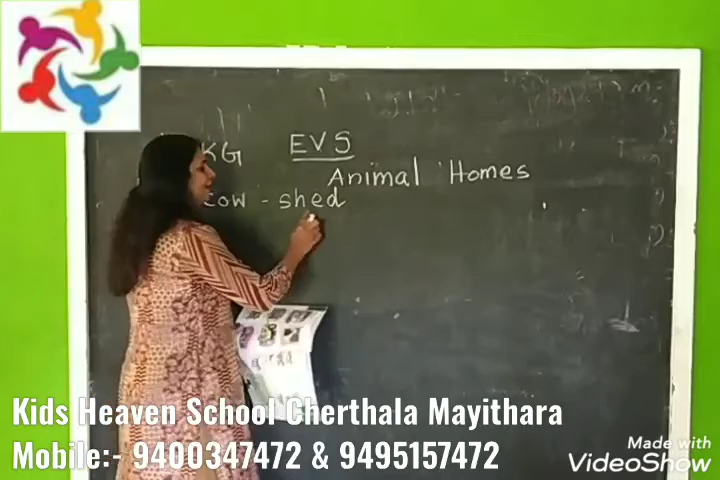 KG EVS
Animal Homes
cow - shed
Kids Heaven School Cherthala Mayithara
Mobile:- 9400347472 & 9495157472
Made with
VideoShow